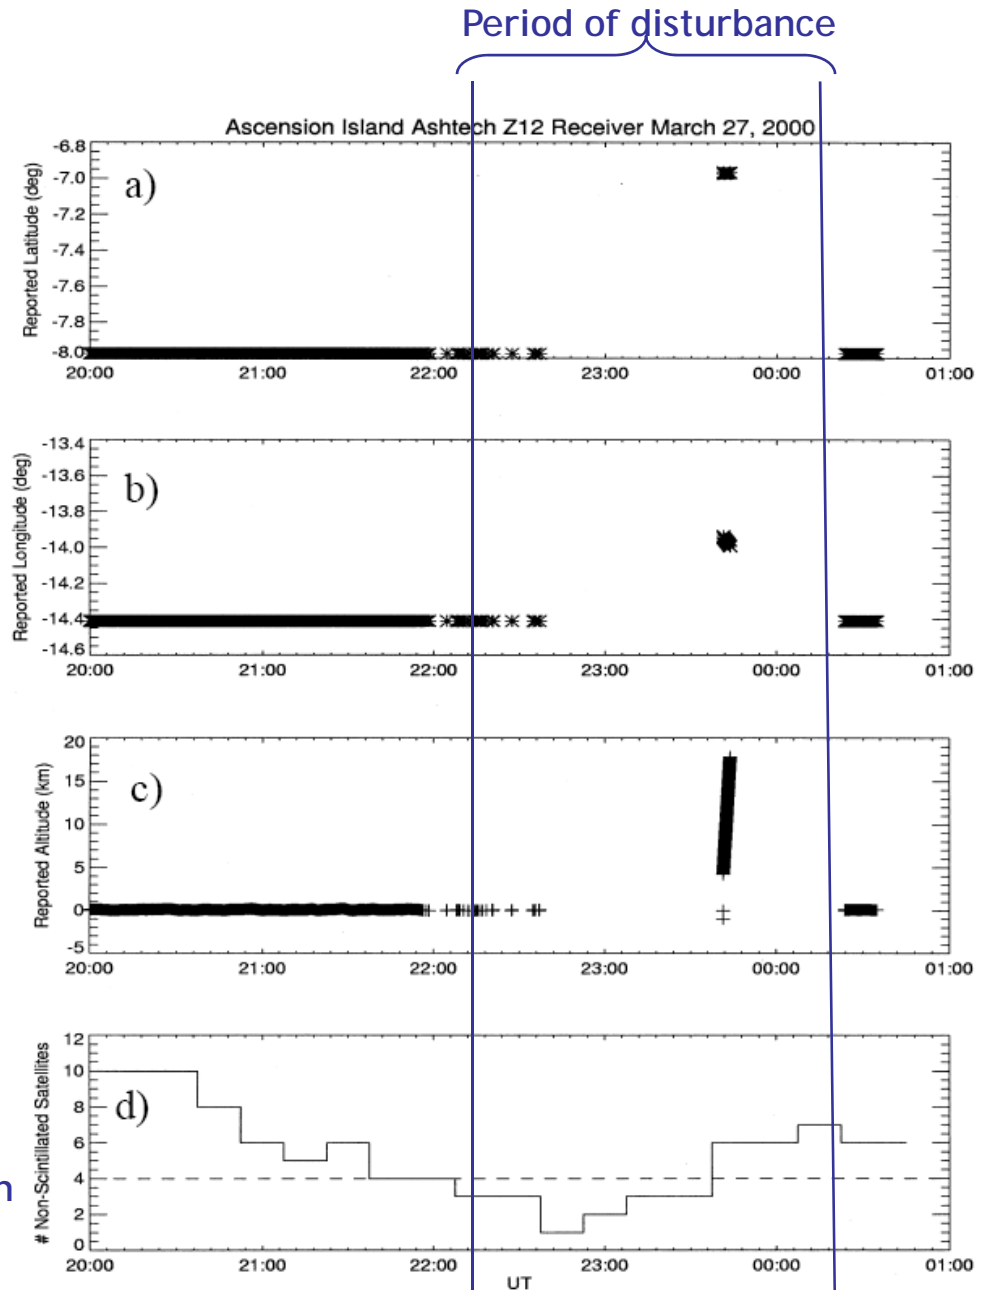 Period of disturbance
Ascension Island Ashtech Z12 Receiver March 27, 2000
Reported Latitude (deg)
a)
-6.8
-7.0
-7.2
-7.4
-7.6
-7.8
-8.0
20:00 21:00 22:00 23:00 00:00 01:00
Reported Longitude (deg)
b)
-13.4
-13.6
-13.8
-14.0
-14.2
-14.4
-14.6
20:00 21:00 22:00 23:00 00:00 01:00
Reported Altitude (km)
c)
20
15
10
5
0
-5
20:00 21:00 22:00 23:00 00:00 01:00
# Non-Scintillated Satellites
d)
12
10
8
6
4
2
0
n
20:00 21:00 22:00 23:00 00:00 01:00
UT